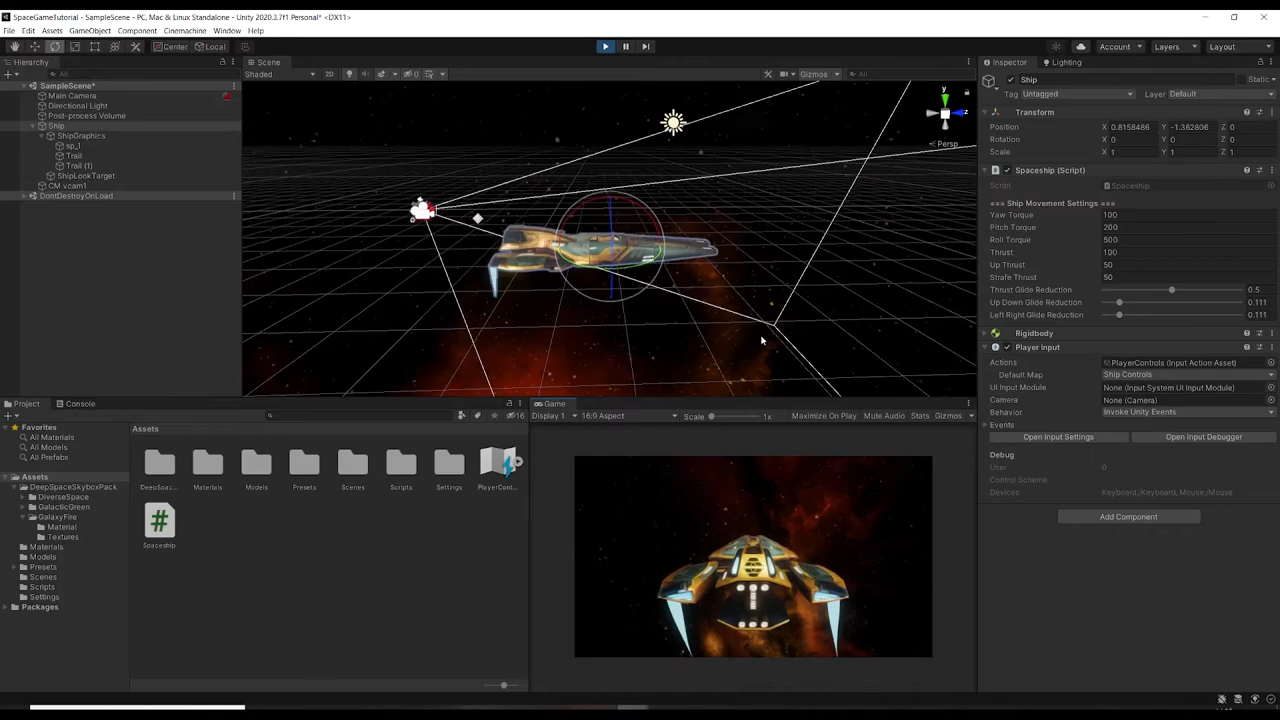 SpaceGameTutorial - SampleScene - PC, Mac & Linux Standalone - Unity 2020.3.7f1 Personal* <DX11>
File Edit Assets GameObject Component Cinemachine Window Help
Center Local Account Layers Layout
Hierarchy
All
SampleScene*
Main Camera
Directional Light
Post-process Volume
Ship
ShipGraphics
sp_1
Trail
Trail (1)
ShipLookTarget
CM vcam1
DontDestroyOnLoad
Scene
Shaded 2D 0 Gizmos All
y
z
Persp
Inspector Lighting
Ship Static
Tag Untagged Layer Default
Transform
Position X 0.8158486 Y -1.362806 Z 0
Rotation X 0 Y 0 Z 0
Scale X 1 Y 1 Z 1
Spaceship (Script)
Script Spaceship
=== Ship Movement Settings ===
Yaw Torque 100
Pitch Torque 200
Roll Torque 500
Thrust 100
Up Thrust 50
Strafe Thrust 50
Thrust Glide Reduction 0.5
Up Down Glide Reduction 0.111
Left Right Glide Reduction 0.111
Rigidbody
Player Input
Actions PlayerControls (Input Action Asset)
Default Map Ship Controls
UI Input Module None (Input System UI Input Module)
Camera None (Camera)
Behavior Invoke Unity Events
Events
Open Input Settings Open Input Debugger
Debug
User 0
Control Scheme
Devices Keyboard:/Keyboard, Mouse:/Mouse
Add Component
Project Console
16
Favorites
All Materials
All Models
All Prefabs
Assets
DeepSpaceSkyboxPack
DiverseSpace
GalacticGreen
GalaxyFire
Material
Textures
Materials
Models
Presets
Scenes
Scripts
Settings
Packages
Assets
DeepSpac... Materials Models Presets Scenes Scripts Settings PlayerCont...
#
Spaceship
Game
Display 1 16:9 Aspect Scale 1x Maximize On Play Mute Audio Stats Gizmos